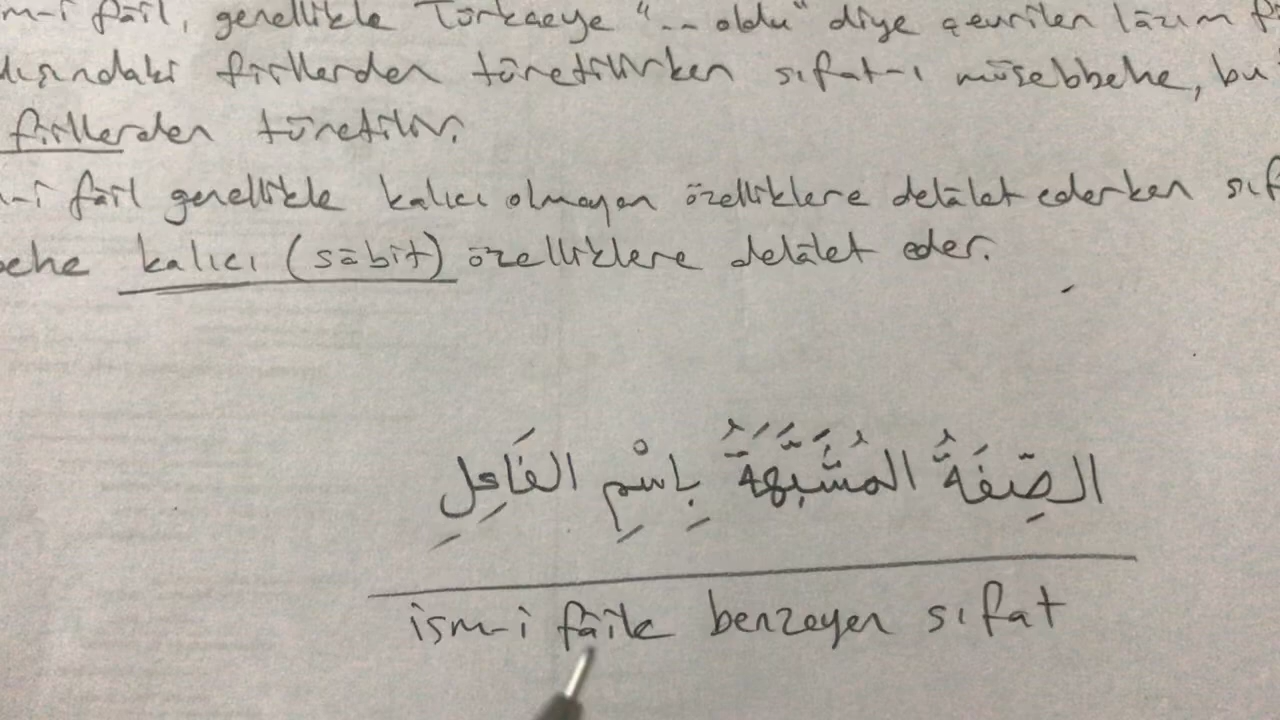 m-i fâil, genellikle Türkçeye ".. oldu" diye çevrilen lâzım
dışındaki fiillerden türetilirken sıfat-ı müşebbehe, bu
fiillerden türetilir.
-i fâil genellikle kalıcı olmayan özelliklere delâlet ederken sıf
behe kalıcı (sâbit) özelliklere delâlet eder.
الصِّفَةُ المُشَبَّهَةُ بِاسْمِ الفَاعِلِ
ism-i fâile benzeyen sıfat